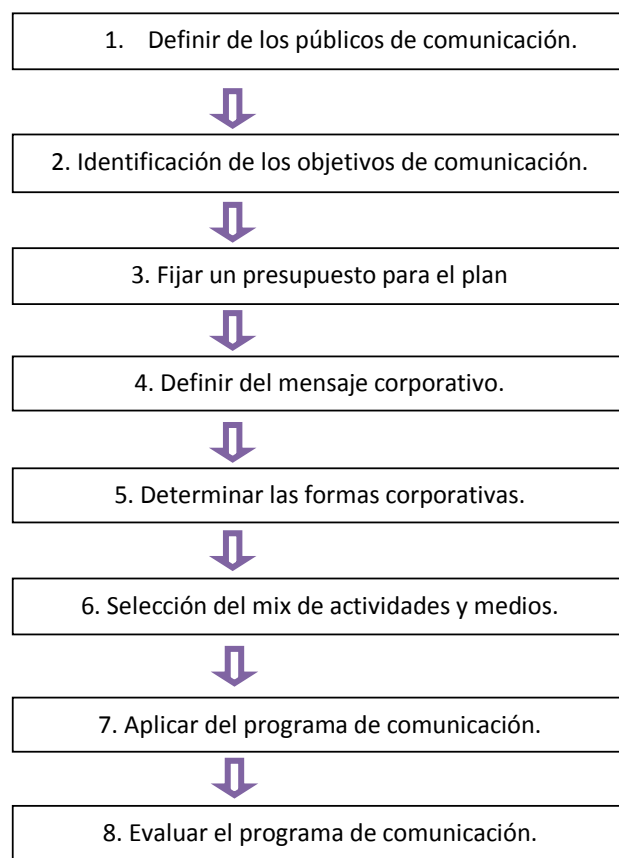 1. Definir de los públicos de comunicación.
2. Identificación de los objetivos de comunicación.
3. Fijar un presupuesto para el plan
4. Definir del mensaje corporativo.
5. Determinar las formas corporativas.
6. Selección del mix de actividades y medios.
7. Aplicar del programa de comunicación.
8. Evaluar el programa de comunicación.